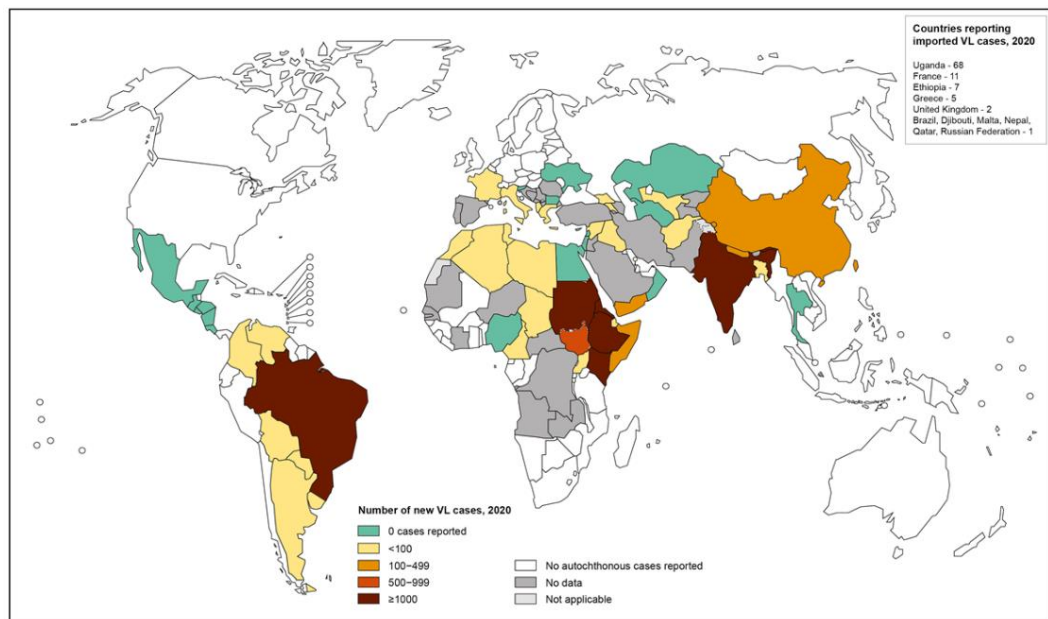 Countries reporting
imported VL cases, 2020
Uganda - 68
France - 11
Ethiopia - 7
Greece - 5
United Kingdom - 2
Brazil, Djibouti, Malta, Nepal,
Qatar, Russian Federation - 1
Number of new VL cases, 2020
0 cases reported
<100
100–499
500–999
≥1000
No autochthonous cases reported
No data
Not applicable